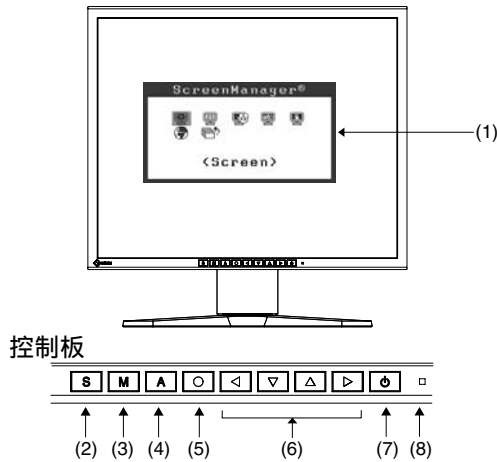 ScreenManager®
(1)
<Screen>
控制板
S M A
(2) (3) (4) (5) (6) (7) (8)